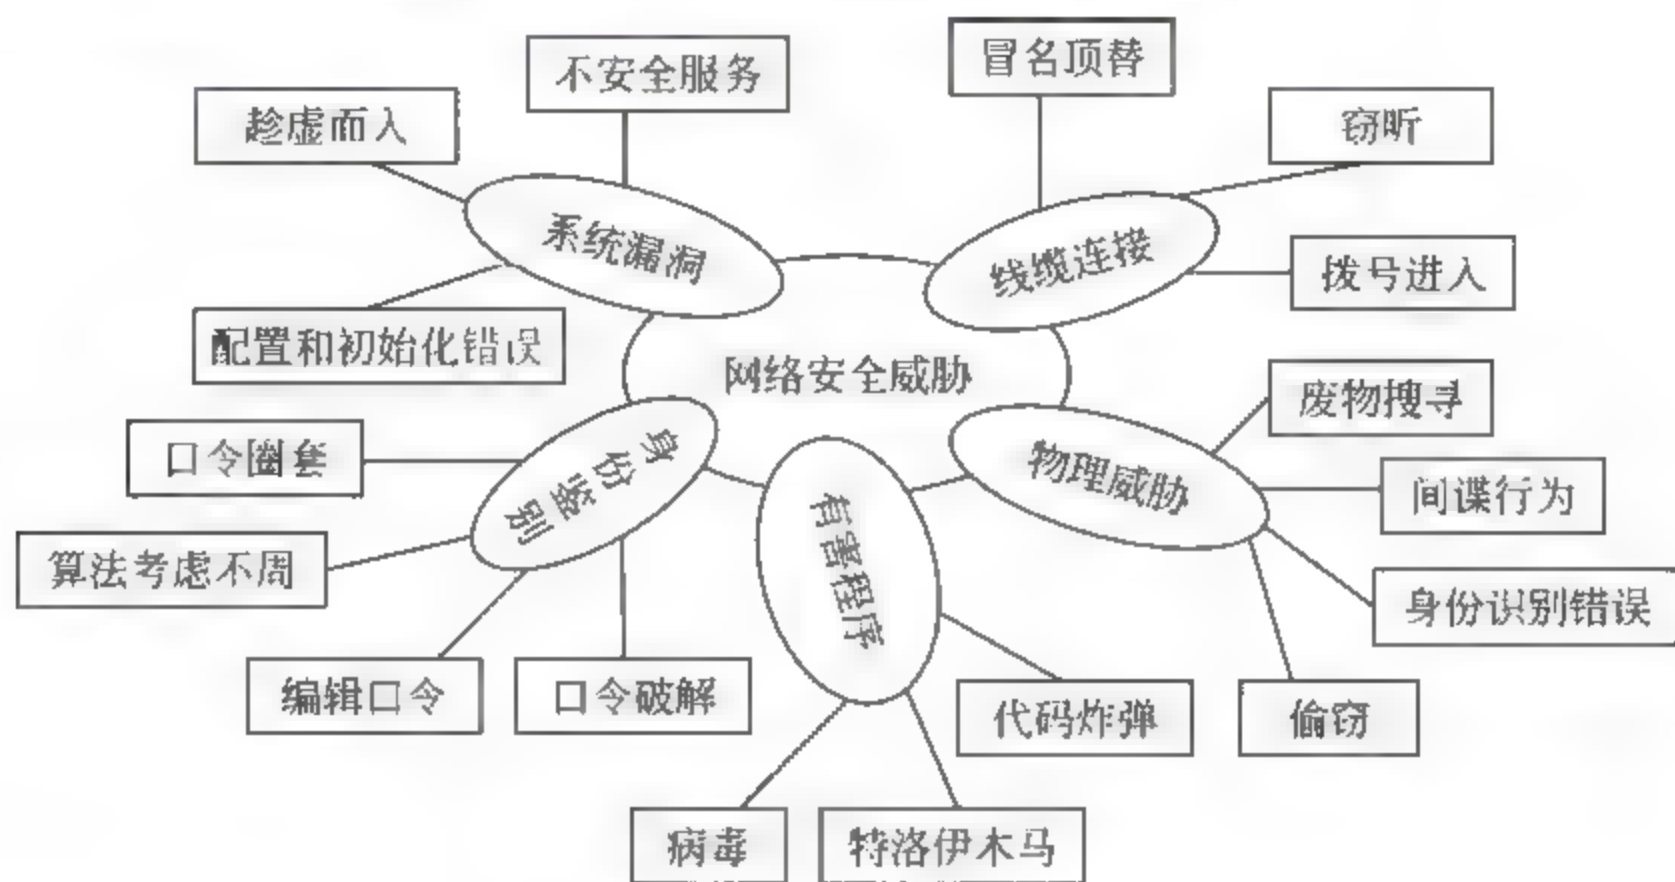 冒名顶替
不安全服务
趁虚而入
窃听
系统漏洞
线缆连接
拨号进入
配置和初始化错误
网络安全威胁
废物搜寻
口令圈套
身份鉴别
物理威胁
间谍行为
有害程序
算法考虑不周
身份识别错误
编辑口令
口令破解
代码炸弹
偷窃
病毒
特洛伊木马